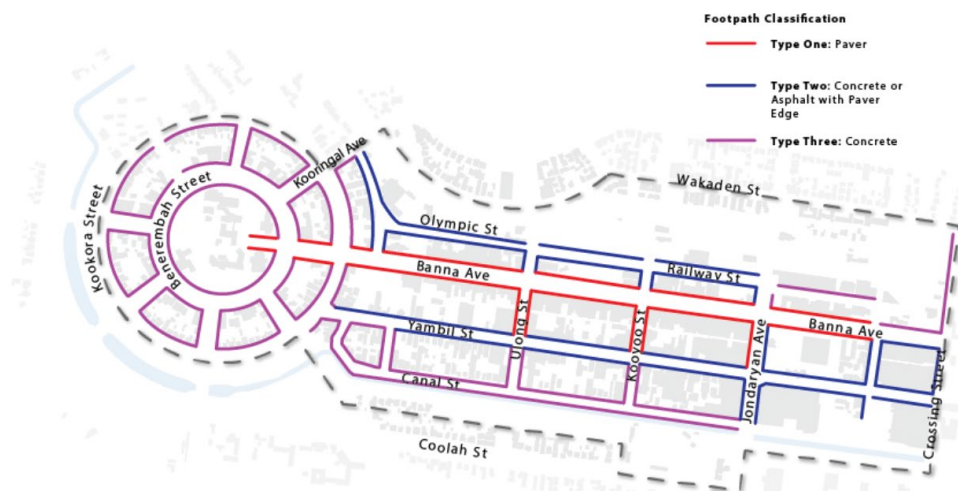 Footpath Classification
Type One: Paver
Type Two: Concrete or
Asphalt with Paver
Edge
Type Three: Concrete
Kooringal Ave
Wakaden St
Kookora Street
Benerembah Street
Olympic St
Railway St
Banna Ave
Banna Ave
Yambil St
Ulong St
Kooyoo St
Jondaryan Ave
Canal St
Crossing Street
Coolah St